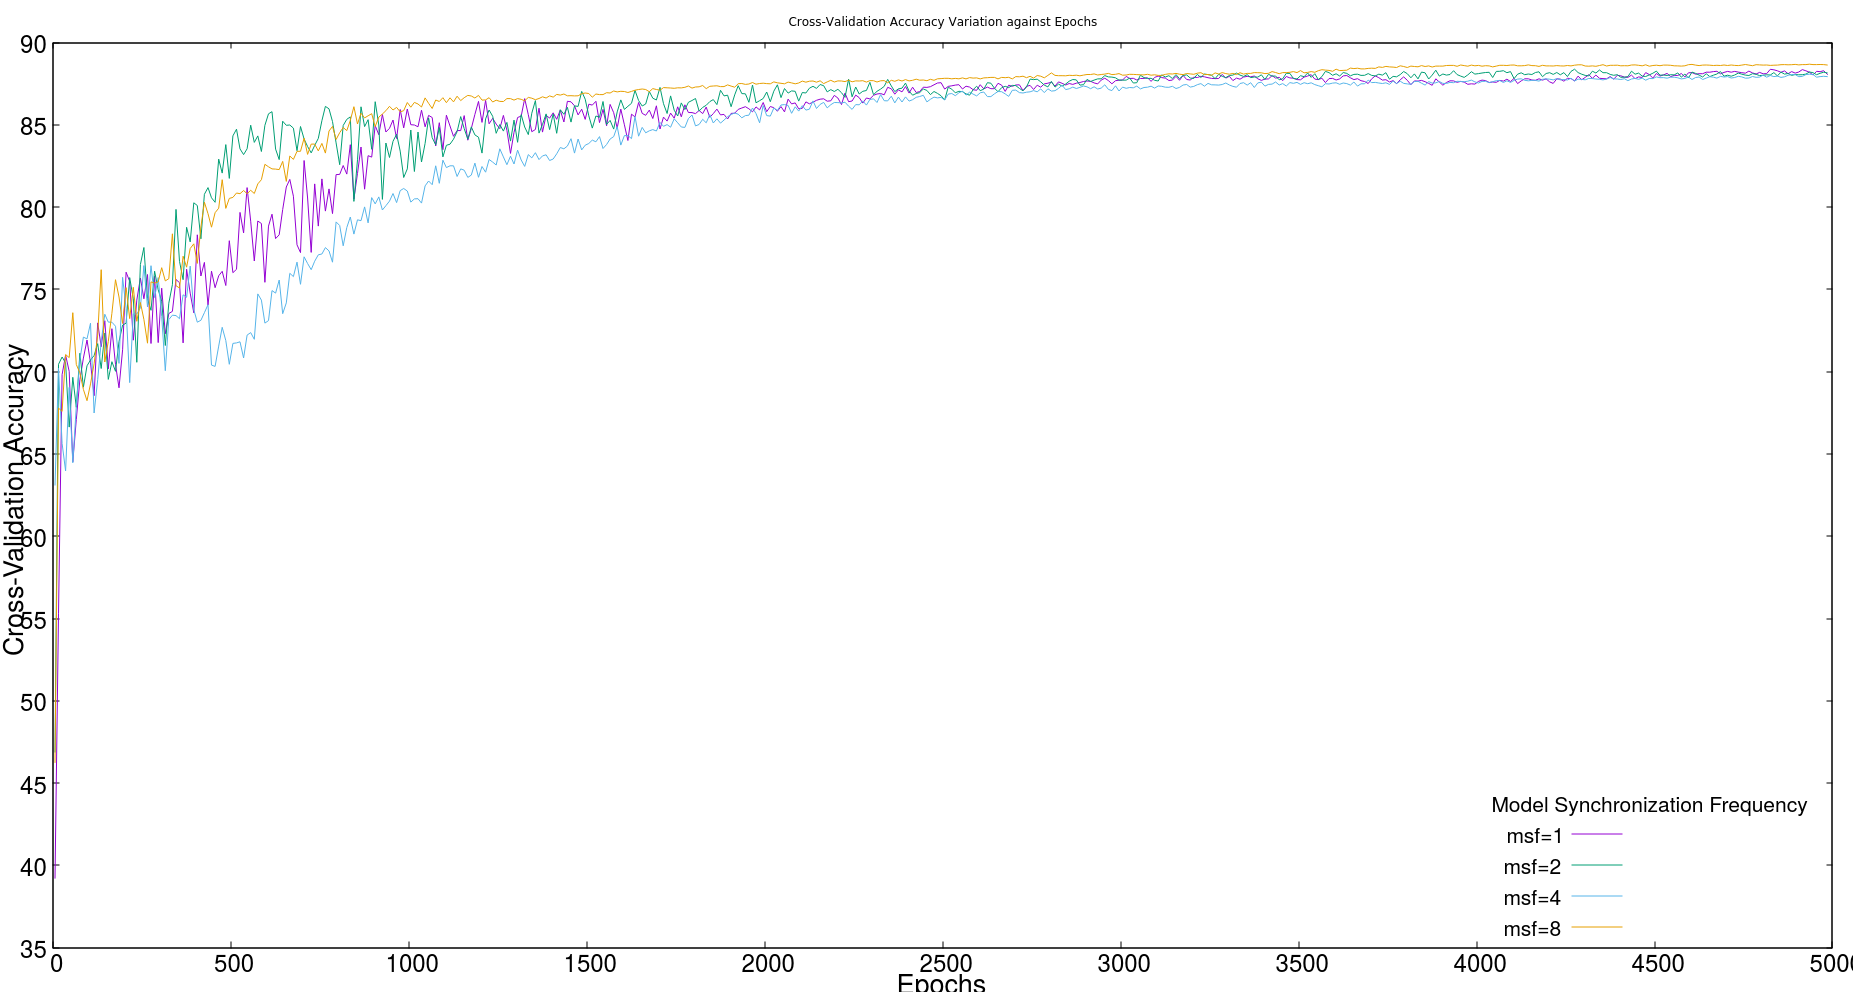 Cross-Validation Accuracy Variation against Epochs
90
85
80
75
70
65
60
55
50
45
40
35
Cross-Validation Accuracy
0 500 1000 1500 2000 2500 3000 3500 4000 4500 5000
Epochs
Model Synchronization Frequency
msf=1
msf=2
msf=4
msf=8